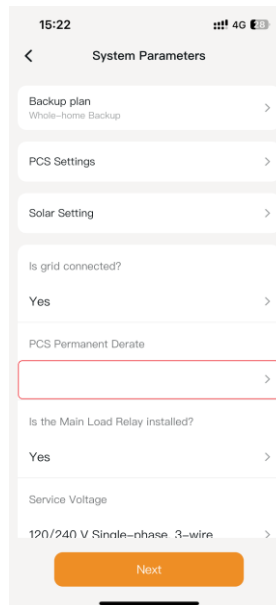 15:22
4G 28
System Parameters
Backup plan
Whole-home Backup
PCS Settings
Solar Setting
Is grid connected?
Yes
PCS Permanent Derate
Is the Main Load Relay installed?
Yes
Service Voltage
120/240 V Single-phase, 3-wire
Next